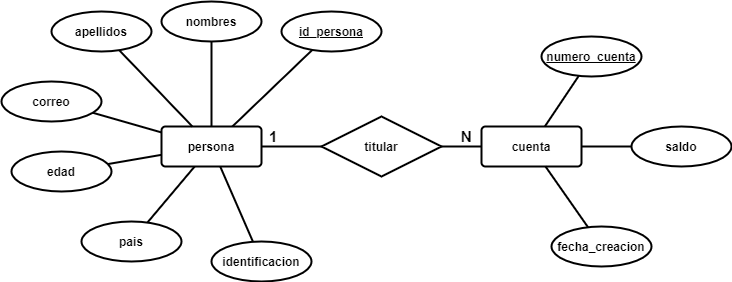 nombres
apellidos
id_persona
numero_cuenta
correo
persona
1
titular
N
cuenta
saldo
edad
pais
identificacion
fecha_creacion